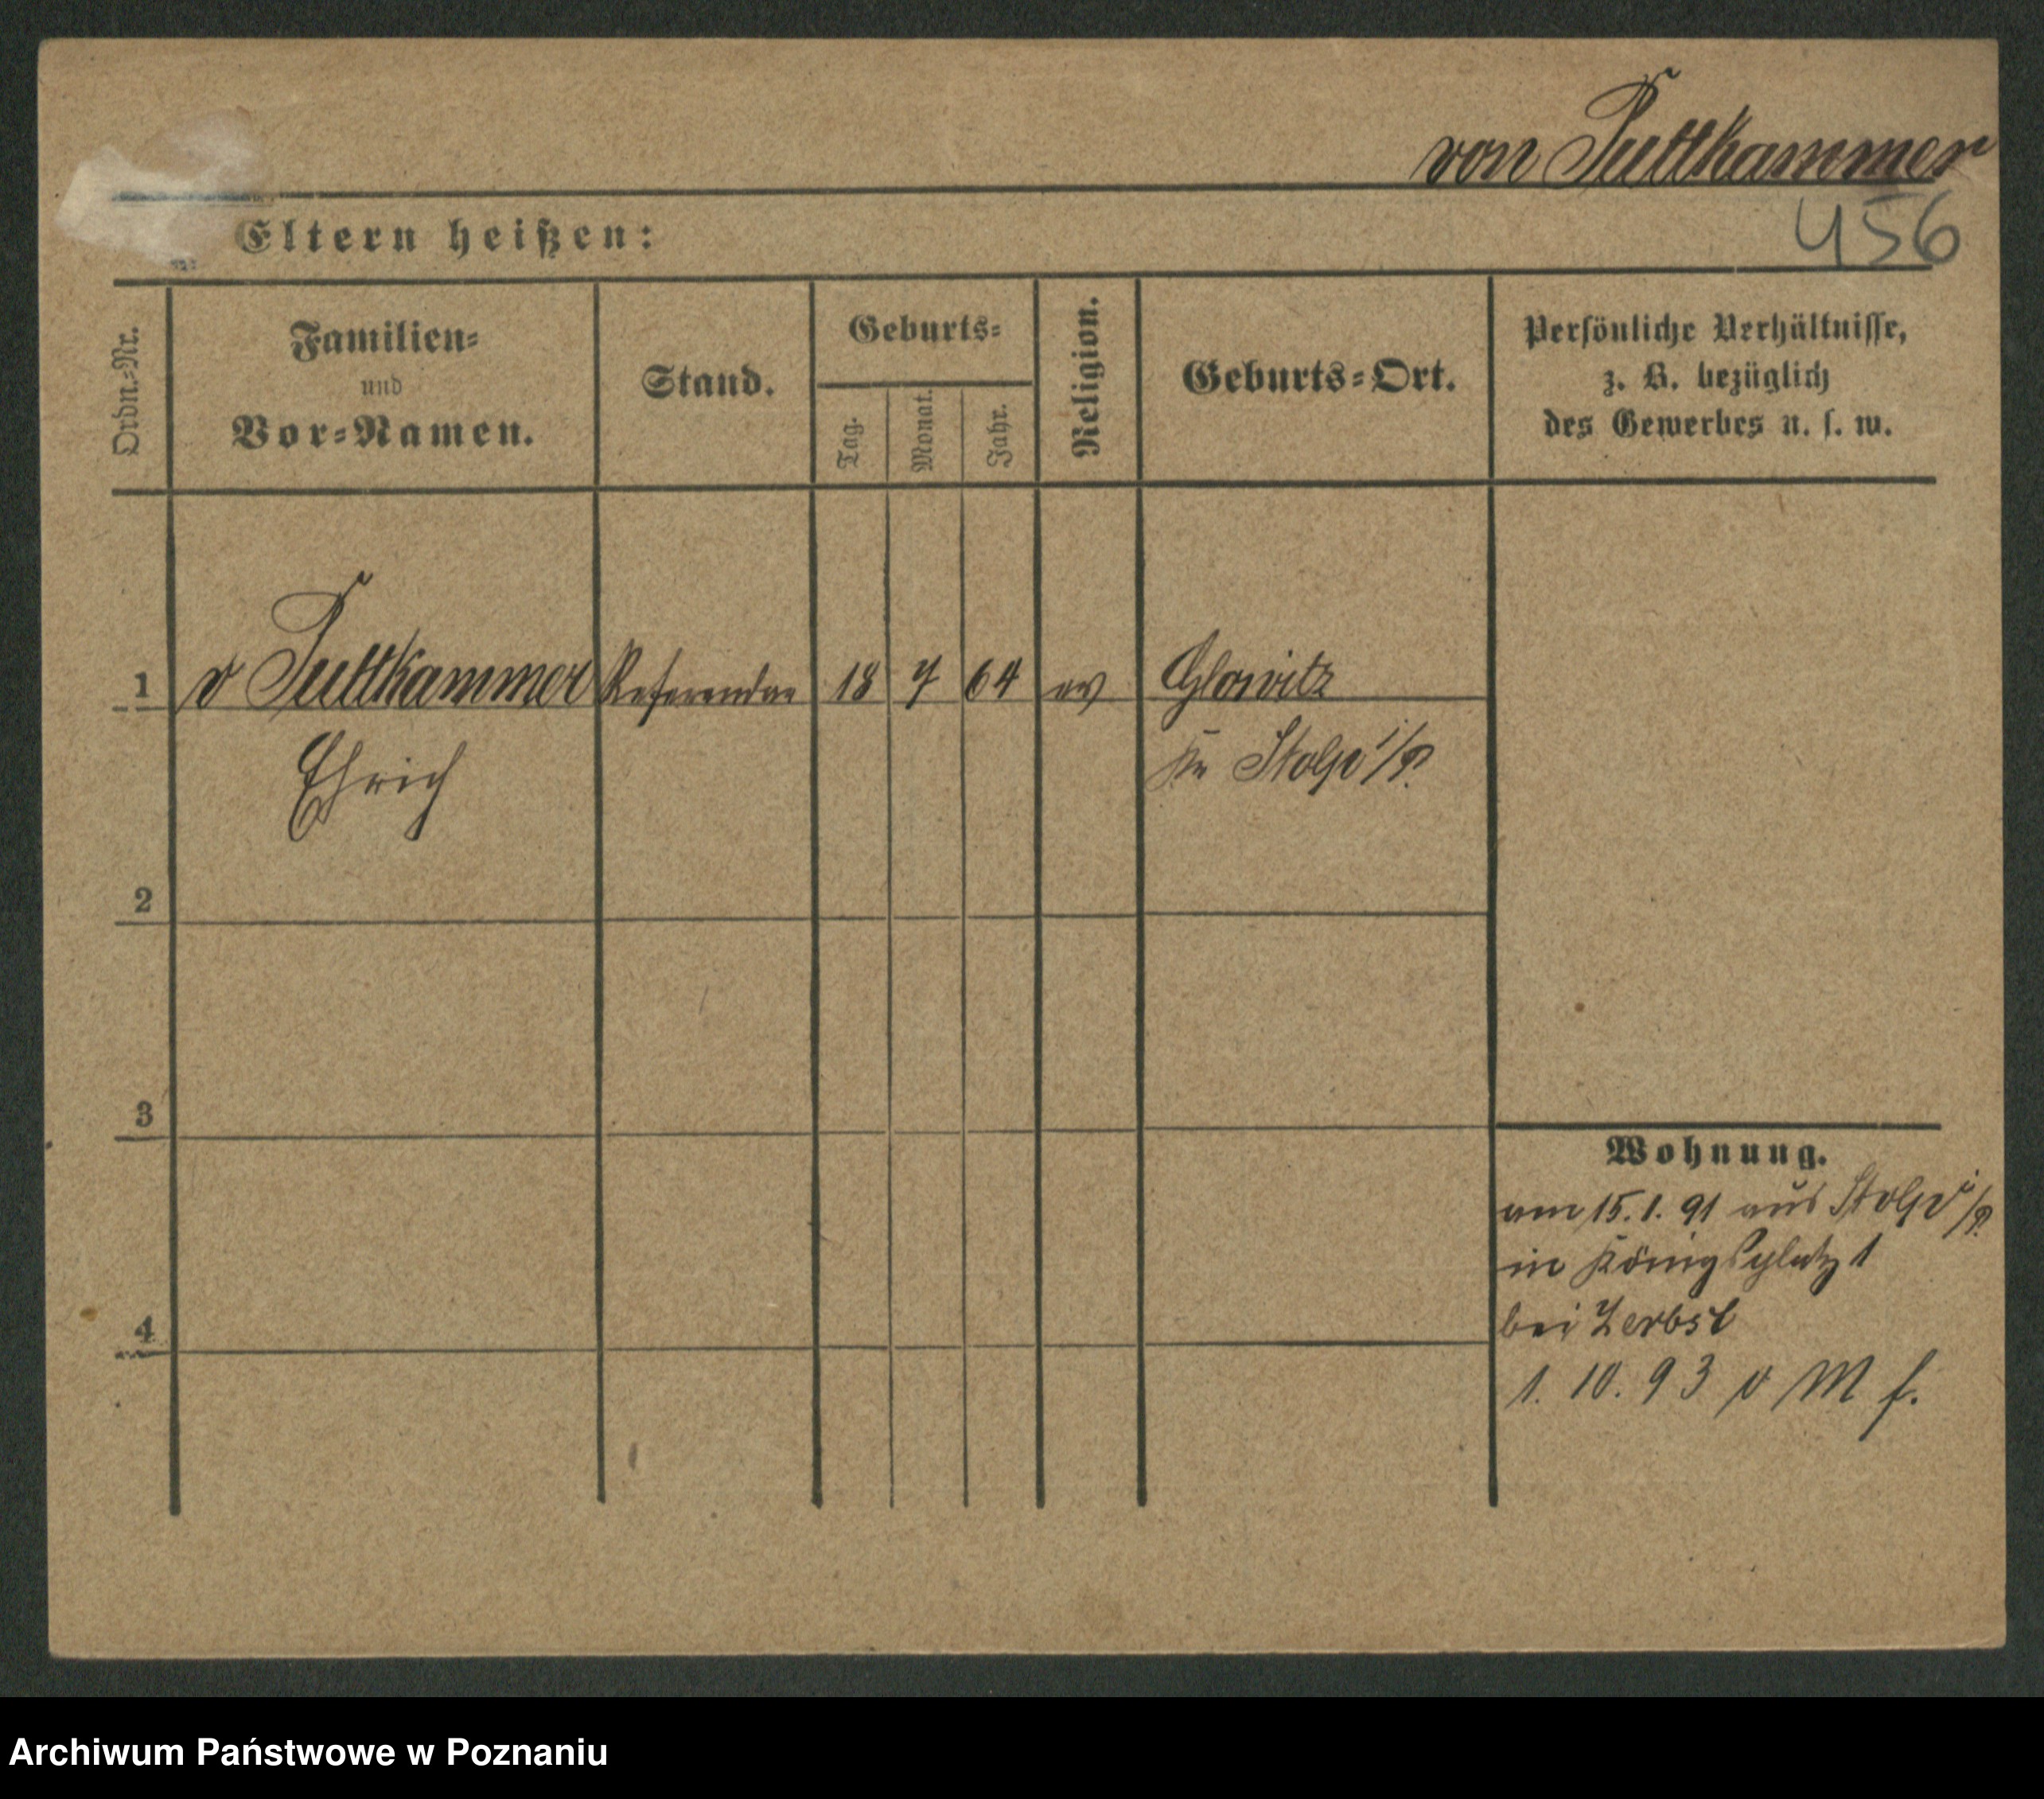 von Puttkammer
456
Eltern heißen:
Ordn.-Nr.
Familien-
und
Vor-Namen.
Stand.
Geburts-
Tag.
Monat.
Jahr.
Religion.
Geburts-Ort.
Persönliche Verhältnisse,
z. B. bezüglich
des Gewerbes u. s. w.
1 v Puttkammer Referendar 18 7 64 ev Glowitz
Ehrich Kr Stolp i/P.
2
3
4
Wohnung.
am 15. 1. 91 aus Stolp i/P.
in Königsplatz 1
bei Zerbst
1. 10. 93 v M f.
Archiwum Państwowe w Poznaniu